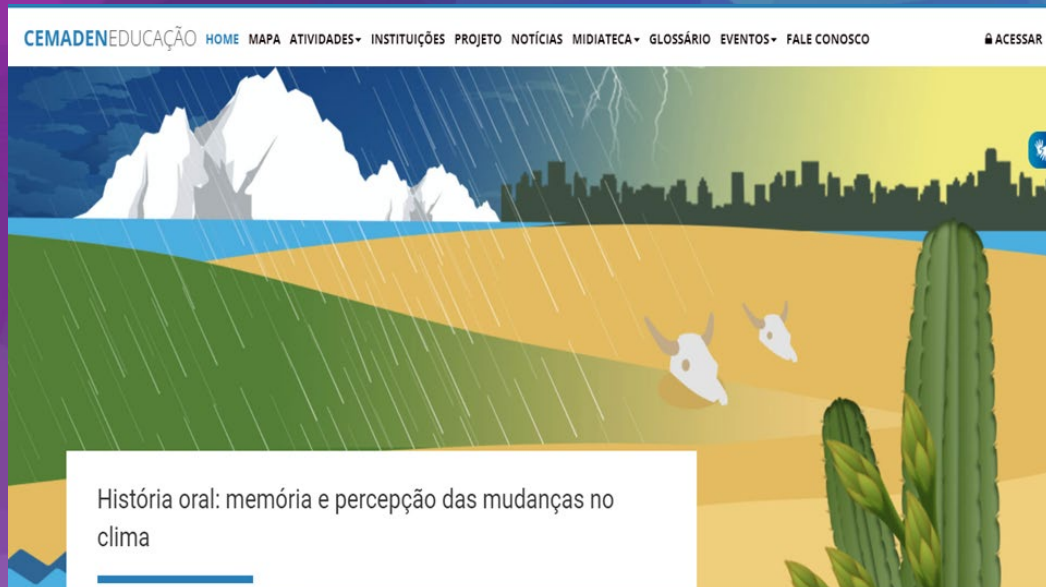 CEMADENEDUCAÇÃO HOME MAPA ATIVIDADES INSTITUIÇÕES PROJETO NOTÍCIAS MIDIATECA GLOSSÁRIO EVENTOS FALE CONOSCO ACESSAR
História oral: memória e percepção das mudanças no
clima